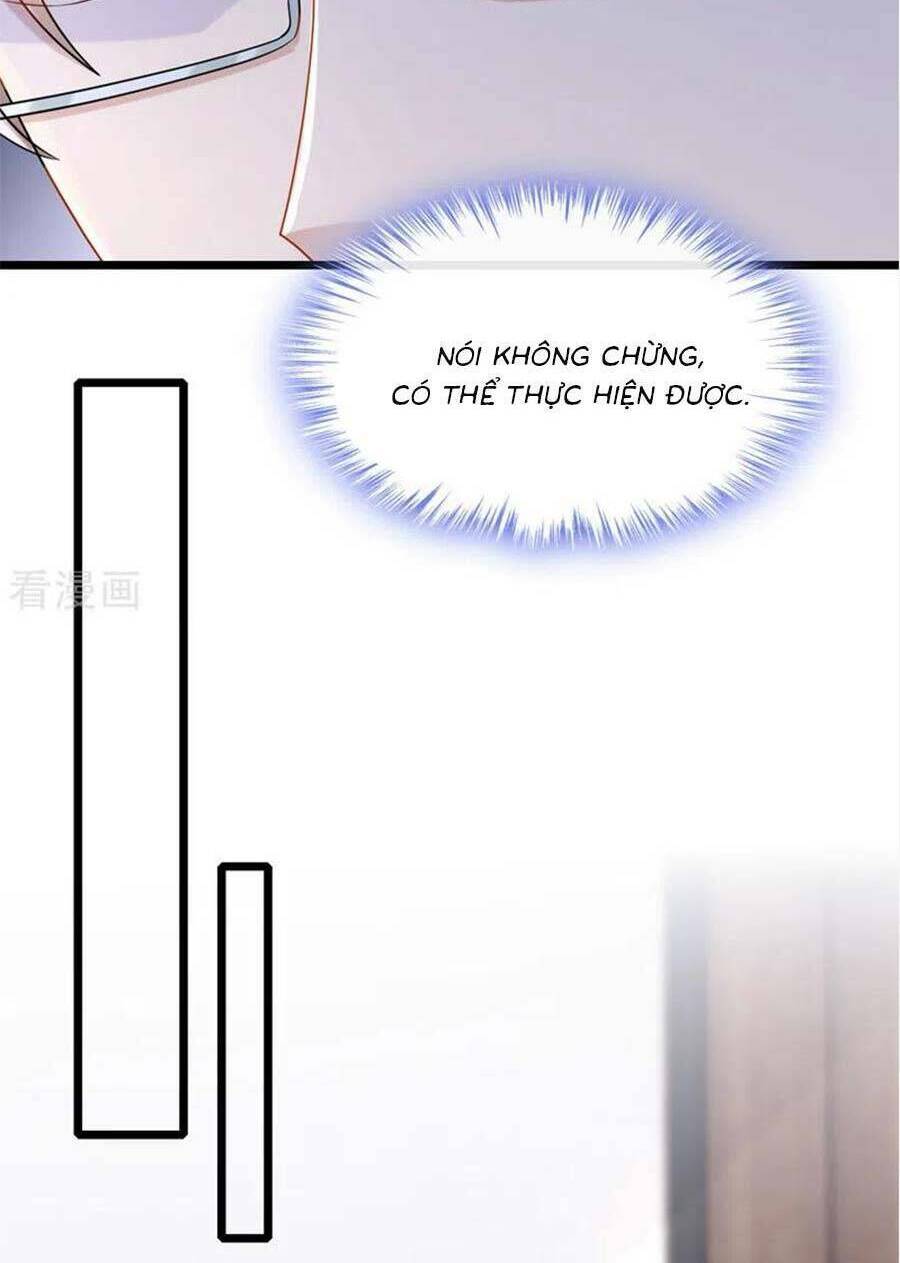 NÓI KHÔNG CHỪNG,
CÓ THỂ THỰC HIỆN ĐƯỢC.
看漫画